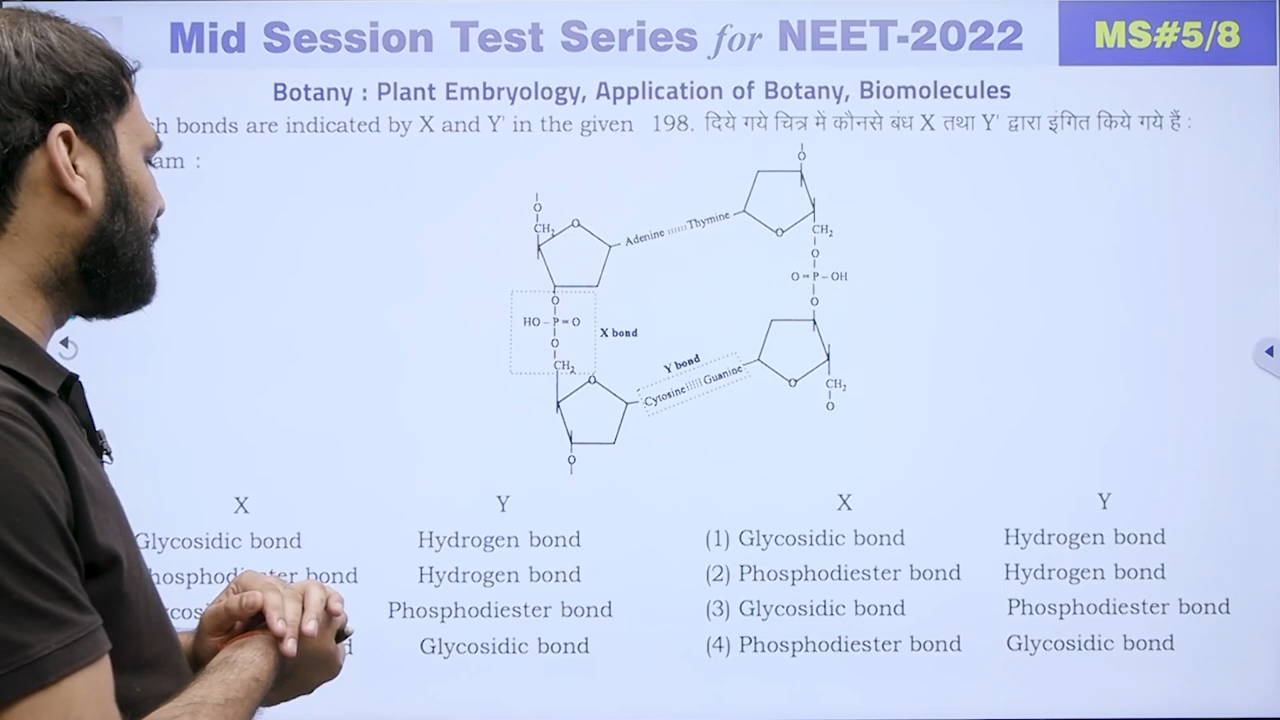 Mid Session Test Series for NEET-2022
MS#5/8
Botany : Plant Embryology, Application of Botany, Biomolecules
bonds are indicated by X and Y' in the given
198. दिये गये चित्र में कौनसे बंध X तथा Y' द्वारा इंगित किये गये हैं :
O
O
CH2
O
Adenine
Thymine
O
CH2
O
O=P–OH
O
O
HO–P=O
O
CH2
X bond
O
Y bond
Cytosine
Guanine
O
CH2
O
O
X
Y
Glycosidic bond
Hydrogen bond
bond
Hydrogen bond
Phosphodiester bond
Glycosidic bond
X
Y
(1) Glycosidic bond
Hydrogen bond
(2) Phosphodiester bond
Hydrogen bond
(3) Glycosidic bond
Phosphodiester bond
(4) Phosphodiester bond
Glycosidic bond